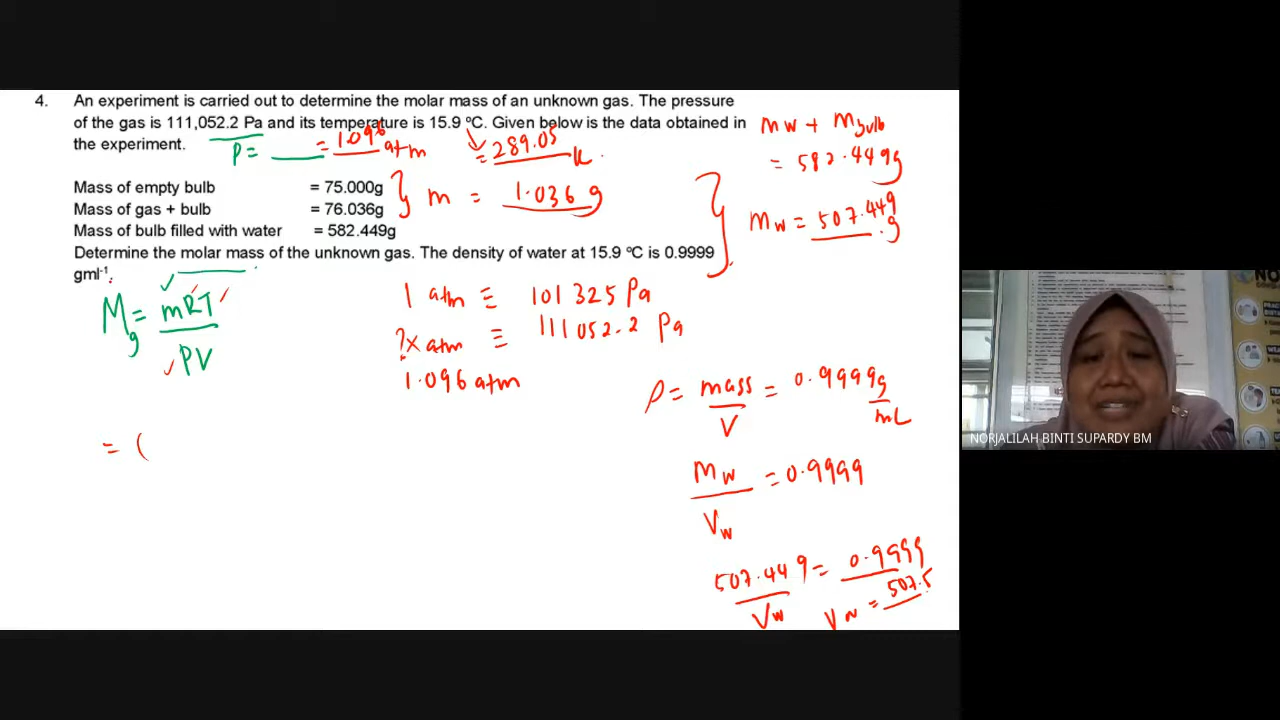 4. An experiment is carried out to determine the molar mass of an unknown gas. The pressure
of the gas is 111,052.2 Pa and its temperature is 15.9 ºC. Given below is the data obtained in
the experiment.
P = ___ = 1.096 atm
= 289.05 K
Mass of empty bulb = 75.000g
Mass of gas + bulb = 76.036g
Mass of bulb filled with water = 582.449g
m = 1.036 g
Determine the molar mass of the unknown gas. The density of water at 15.9 ºC is 0.9999
gml-1.
mw + mbulb
= 582.449g
mw = 507.449 g
Mg = mRT
PV
= (
1 atm ≡ 101 325 Pa
?x atm ≡ 111052.2 Pa
1.096 atm
ρ = mass = 0.9999 g
V
mL
mw = 0.9999
Vw
507.449 = 0.9999
Vw
Vw = 507.5
NORJALILAH BINTI SUPARDY BM